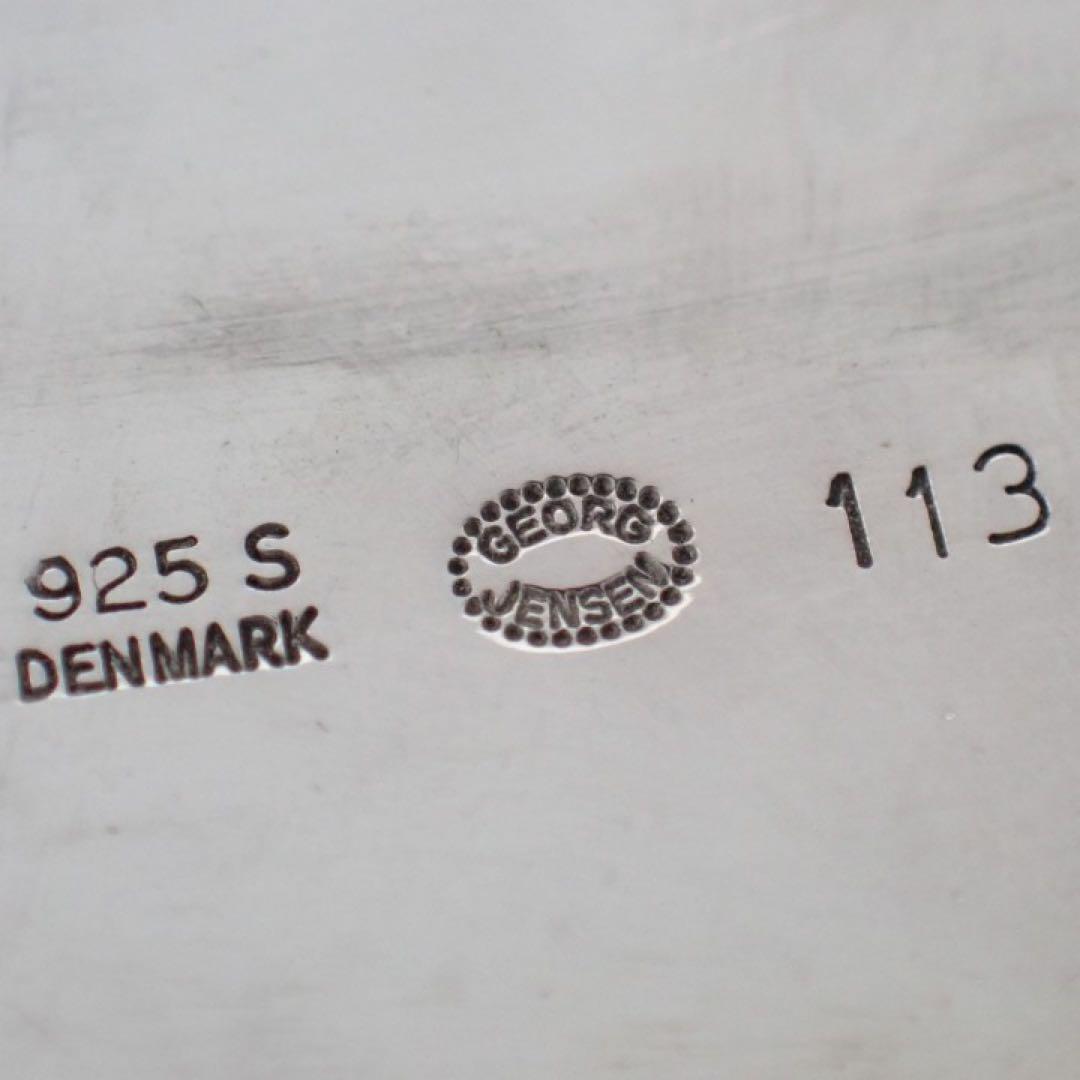 925 S
DENMARK
GEORG
JENSEN
113